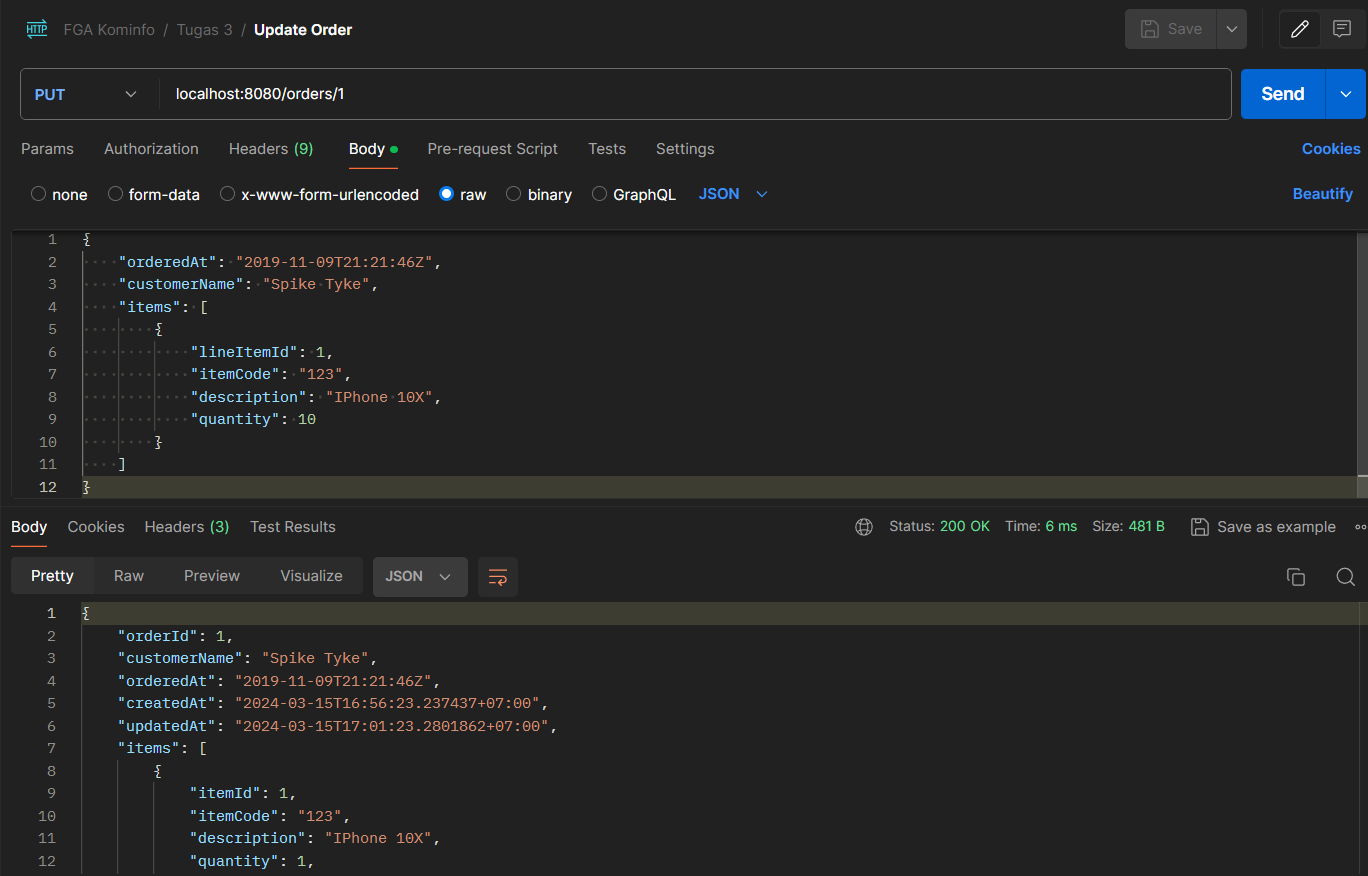 HTTP FGA Kominfo / Tugas 3 / Update Order Save
PUT localhost:8080/orders/1 Send
Params Authorization Headers (9) Body Pre-request Script Tests Settings Cookies
none form-data x-www-form-urlencoded raw binary GraphQL JSON Beautify
1 {
2 "orderedAt": "2019-11-09T21:21:46Z",
3 "customerName": "Spike Tyke",
4 "items": [
5 {
6 "lineItemId": 1,
7 "itemCode": "123",
8 "description": "IPhone 10X",
9 "quantity": 10
10 }
11 ]
12 }
Body Cookies Headers (3) Test Results Status: 200 OK Time: 6 ms Size: 481 B Save as example
Pretty Raw Preview Visualize JSON
1 {
2 "orderId": 1,
3 "customerName": "Spike Tyke",
4 "orderedAt": "2019-11-09T21:21:46Z",
5 "createdAt": "2024-03-15T16:56:23.237437+07:00",
6 "updatedAt": "2024-03-15T17:01:23.2801862+07:00",
7 "items": [
8 {
9 "itemId": 1,
10 "itemCode": "123",
11 "description": "IPhone 10X",
12 "quantity": 1,